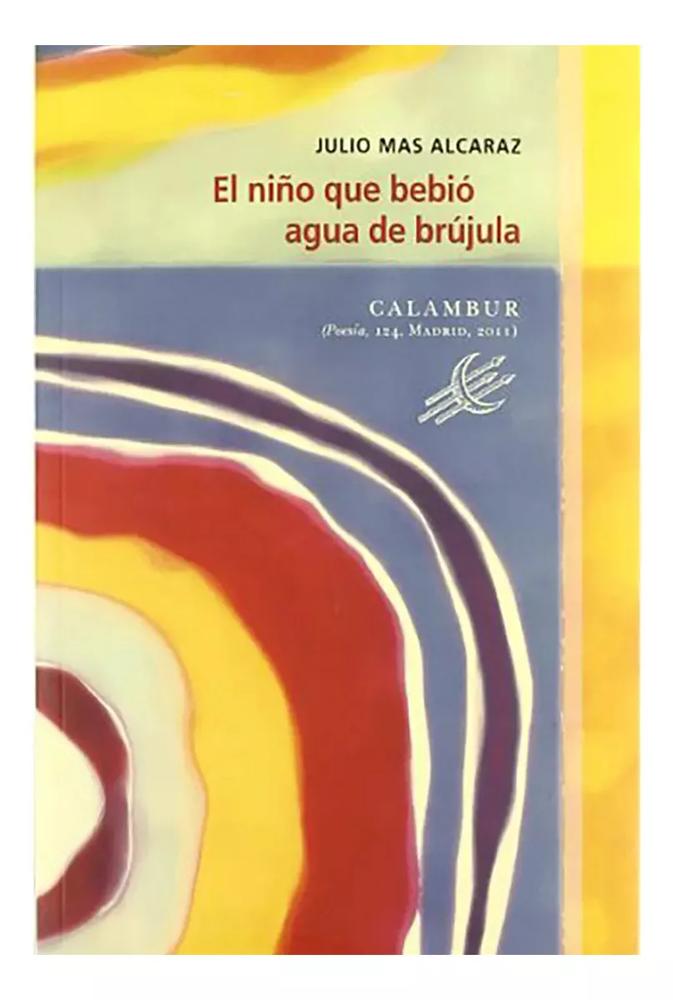 JULIO MAS ALCARAZ
El niño que bebió
agua de brújula
CALAMBUR
(Poesía, 124. MADRID, 2011)